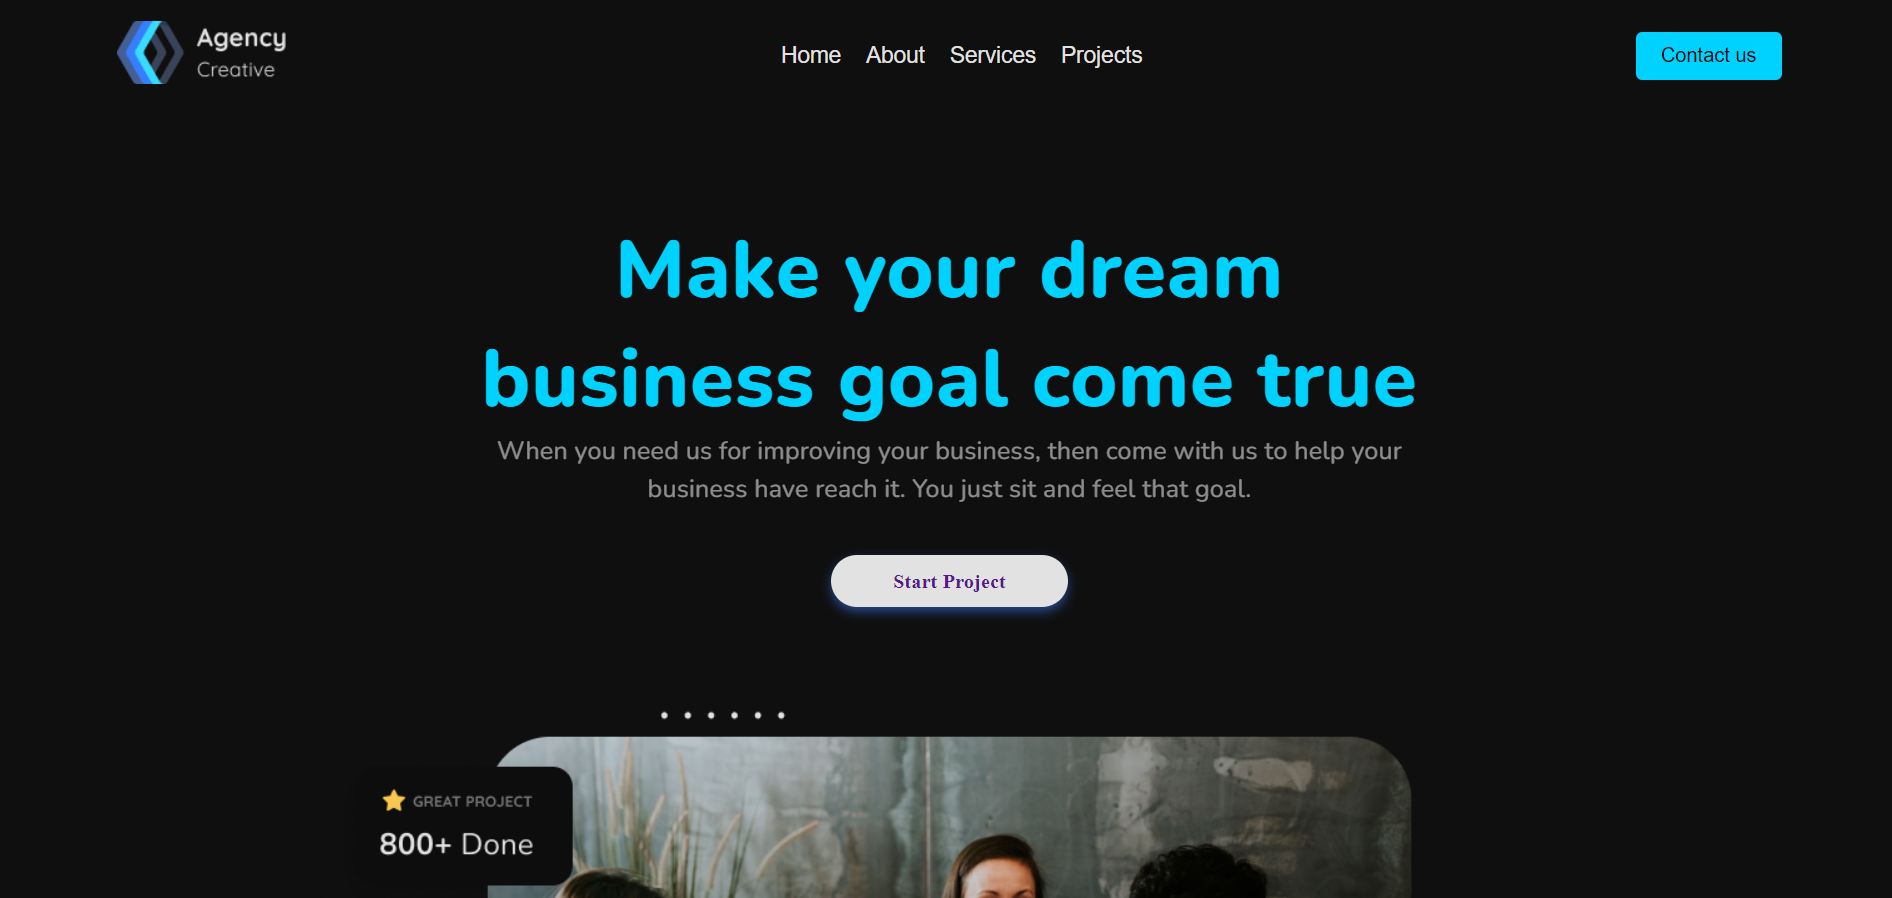 Agency
Creative
Home About Services Projects
Contact us
Make your dream
business goal come true
When you need us for improving your business, then come with us to help your
business have reach it. You just sit and feel that goal.
Start Project
GREAT PROJECT
800+ Done